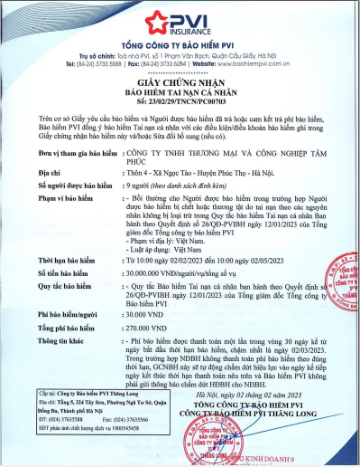 PVI
INSURANCE
TỔNG CÔNG TY BẢO HIỂM PVI
Trụ sở chính: Toà nhà PVI, số 1 Phạm Văn Bạch, Quận Cầu Giấy, Hà Nội
Tel: (84-24) 3733 5588 | Fax: (84-24) 3733 6284 | Website: www.baohiempvi.com.vn
GIẤY CHỨNG NHẬN
BẢO HIỂM TAI NẠN CÁ NHÂN
Số: 23/02/29/TNCN/PC00703
Trên cơ sở Giấy yêu cầu bảo hiểm và Người được bảo hiểm đã trả hoặc cam kết trả phí bảo hiểm,
Bảo hiểm PVI đồng ý bảo hiểm Tai nạn cá nhân với các điều kiện/điều khoản bảo hiểm ghi trong
Giấy chứng nhận bảo hiểm này và/hoặc Sửa đổi bổ sung (nếu có).
Đơn vị tham gia bảo hiểm : CÔNG TY TNHH THƯƠNG MẠI VÀ CÔNG NGHIỆP TÂM
PHÚC
Địa chỉ : Thôn 4 - Xã Ngọc Tảo - Huyện Phúc Thọ - Hà Nội.
Số người được bảo hiểm : 9 người (theo danh sách đính kèm)
Phạm vi bảo hiểm : - Bồi thường cho Người được bảo hiểm trong trường hợp Người
được bảo hiểm bị chết hoặc thương tật do tai nạn theo các nguyên
nhân không bị loại trừ trong Quy tắc bảo hiểm Tai nạn cá nhân Ban
hành theo Quyết định số 26/QĐ-PVIBH ngày 12/01/2023 của Tổng
giám đốc Tổng công ty bảo hiểm PVI
- Phạm vi địa lý: Việt Nam.
- Luật áp dụng: Việt Nam.
Thời hạn bảo hiểm : Từ 10:00 ngày 02/02/2023 đến 10:00 ngày 02/05/2023
Số tiền bảo hiểm : 30.000.000 VNĐ/người/vụ/tổng số vụ
Quy tắc bảo hiểm : - Quy tắc Bảo hiểm Tai nạn cá nhân ban hành theo Quyết định số
26/QĐ-PVIBH ngày 12/01/2023 của Tổng giám đốc Tổng công ty
Bảo hiểm PVI
Phí bảo hiểm/người : 30.000 VND
Tổng phí bảo hiểm : 270.000 VND
Thông tin khác : - Phí bảo hiểm được thanh toán một lần trong vòng 30 ngày kể từ
ngày bắt đầu thời hạn bảo hiểm, chậm nhất là ngày 02/03/2023.
Trong trường hợp NĐBH không thanh toán phí bảo hiểm theo đúng
thời hạn, GCNBH này sẽ tự động chấm dứt hiệu lực vào ngày kế tiếp
ngày kết thúc thời hạn thanh toán nêu trên và Bảo hiểm PVI không
phải gửi thông báo chấm dứt HĐBH cho NĐBH.
Hà Nội, ngày 02 tháng 02 năm 2023
Cấp tại: Công ty Bảo hiểm PVI Thăng Long
Địa chỉ: Tầng 5, 324 Tây Sơn, Phường Ngã Tư Sở, Quận
Đống Đa, Thành phố Hà Nội
ĐT: (024) 37635588 Fax: (024) 37635566
SĐT phản ánh chất lượng dịch vụ 1900545458
TỔNG CÔNG TY BẢO HIỂM PVI
CÔNG TY BẢO HIỂM PVI THĂNG LONG
KINH DOANH 9